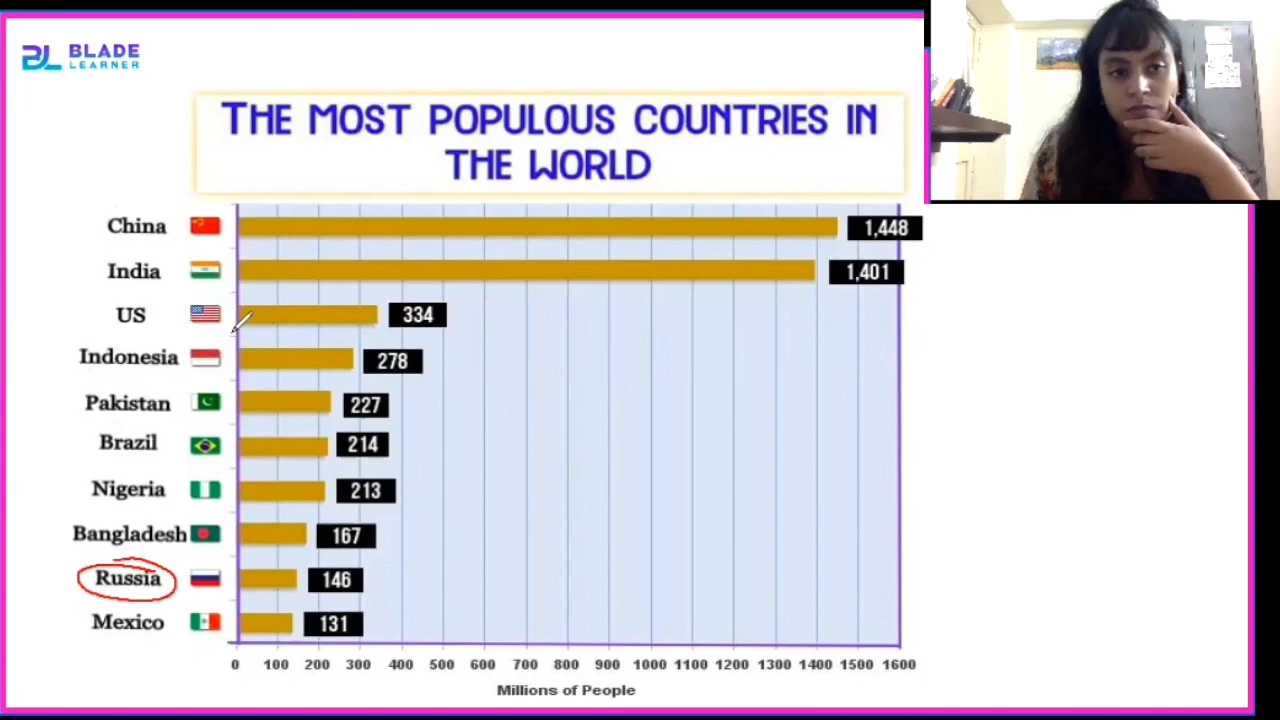 BLADE
LEARNER
THE MOST POPULOUS COUNTRIES IN
THE WORLD
China 1,448
India 1,401
US 334
Indonesia 278
Pakistan 227
Brazil 214
Nigeria 213
Bangladesh 167
Russia 146
Mexico 131
0 100 200 300 400 500 600 700 800 900 1000 1100 1200 1300 1400 1500 1600
Millions of People